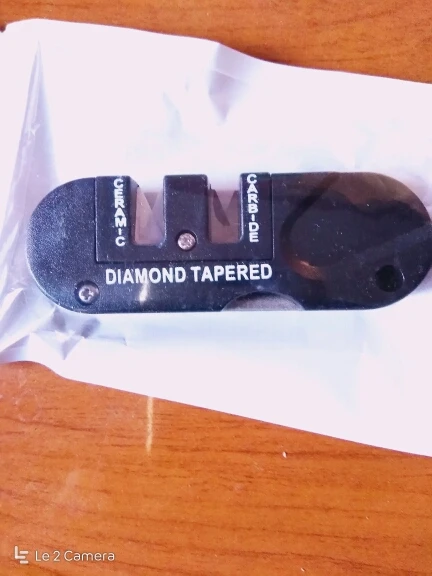 CERAMIC
CARBIDE
DIAMOND TAPERED
Le 2 Camera